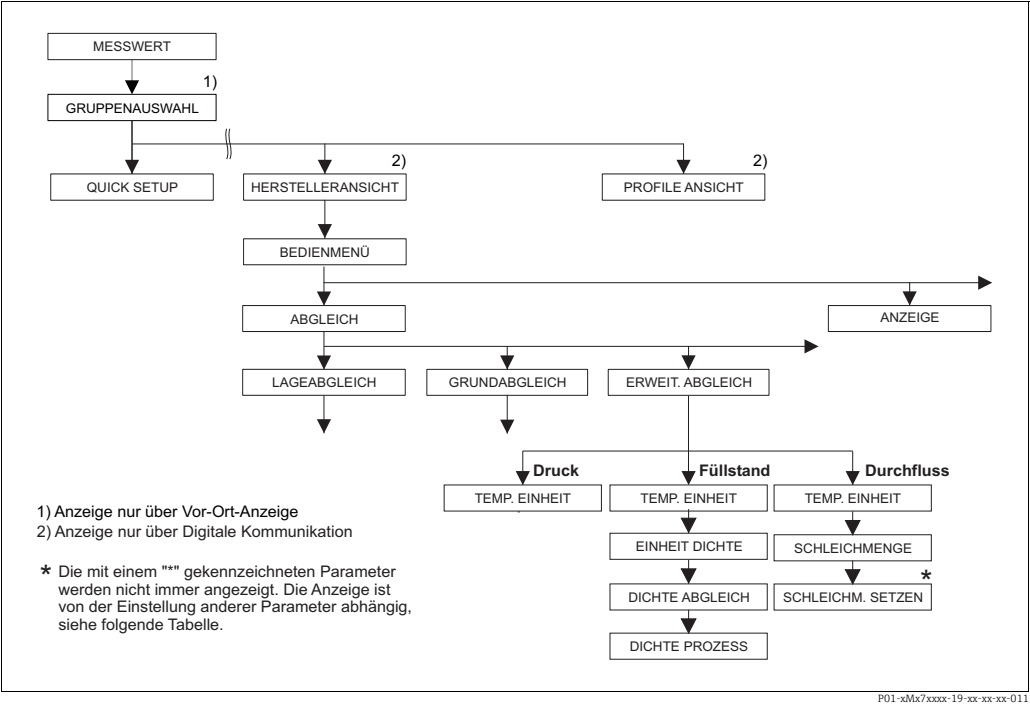 MESSWERT
1)
GRUPPENAUSWAHL
2)
2)
QUICK SETUP
HERSTELLERANSICHT
PROFILE ANSICHT
BEDIENMENÜ
ABGLEICH
ANZEIGE
LAGEABGLEICH
GRUNDABGLEICH
ERWEIT. ABGLEICH
Druck
Füllstand
Durchfluss
TEMP. EINHEIT
TEMP. EINHEIT
TEMP. EINHEIT
EINHEIT DICHTE
SCHLEICHMENGE
*
DICHTE ABGLEICH
SCHLEICHM. SETZEN
DICHTE PROZESS
1) Anzeige nur über Vor-Ort-Anzeige
2) Anzeige nur über Digitale Kommunikation
* Die mit einem "*" gekennzeichneten Parameter
werden nicht immer angezeigt. Die Anzeige ist
von der Einstellung anderer Parameter abhängig,
siehe folgende Tabelle.
P01-xMx7xxxx-19-xx-xx-xx-011